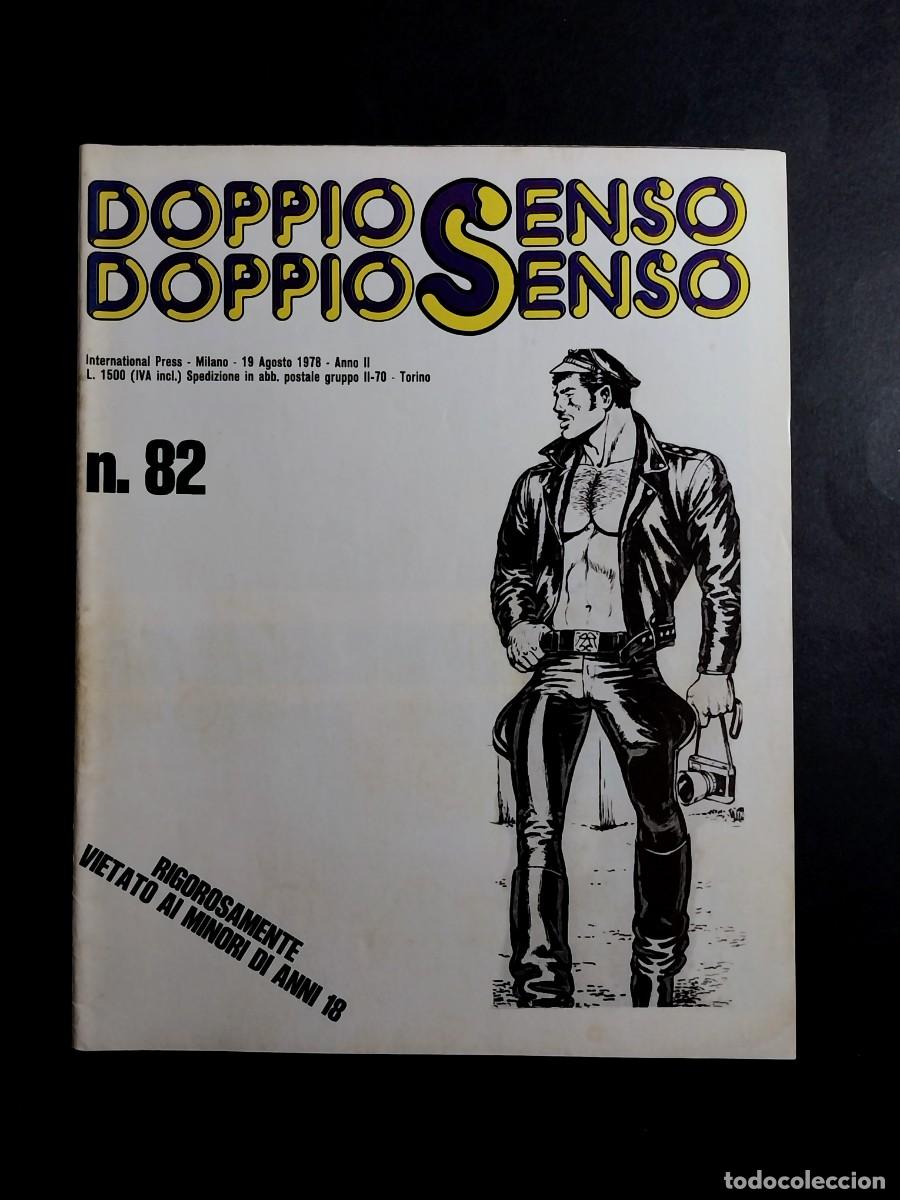 DOPPIO SENSO
DOPPIO SENSO
International Press - Milano - 19 Agosto 1978 - Anno II
L. 1500 (IVA incl.) Spedizione in abb. postale gruppo II-70 - Torino
n. 82
RIGOROSAMENTE
VIETATO AI MINORI DI ANNI 18
todocoleccion